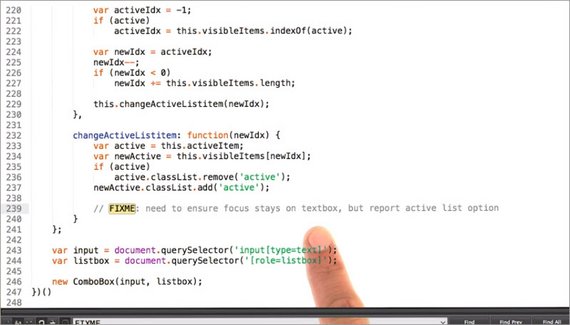 220 var activeIdx = -1;
221 if (active)
222 activeIdx = this.visibleItems.indexOf(active);
223
224 var newIdx = activeIdx;
225 newIdx--;
226 if (newIdx < 0)
227 newIdx += this.visibleItems.length;
228
229 this.changeActiveListitem(newIdx);
230 },
231
232 changeActiveListitem: function(newIdx) {
233 var active = this.activeItem;
234 var newActive = this.visibleItems[newIdx];
235 if (active)
236 active.classList.remove('active');
237 newActive.classList.add('active');
238
239 // FIXME: need to ensure focus stays on textbox, but report active list option
240 }
241 };
242
243 var input = document.querySelector('input[type=text]');
244 var listbox = document.querySelector('[role=listbox]');
245
246 new ComboBox(input, listbox);
247 })()
248
FIXME Find Find Prev Find All